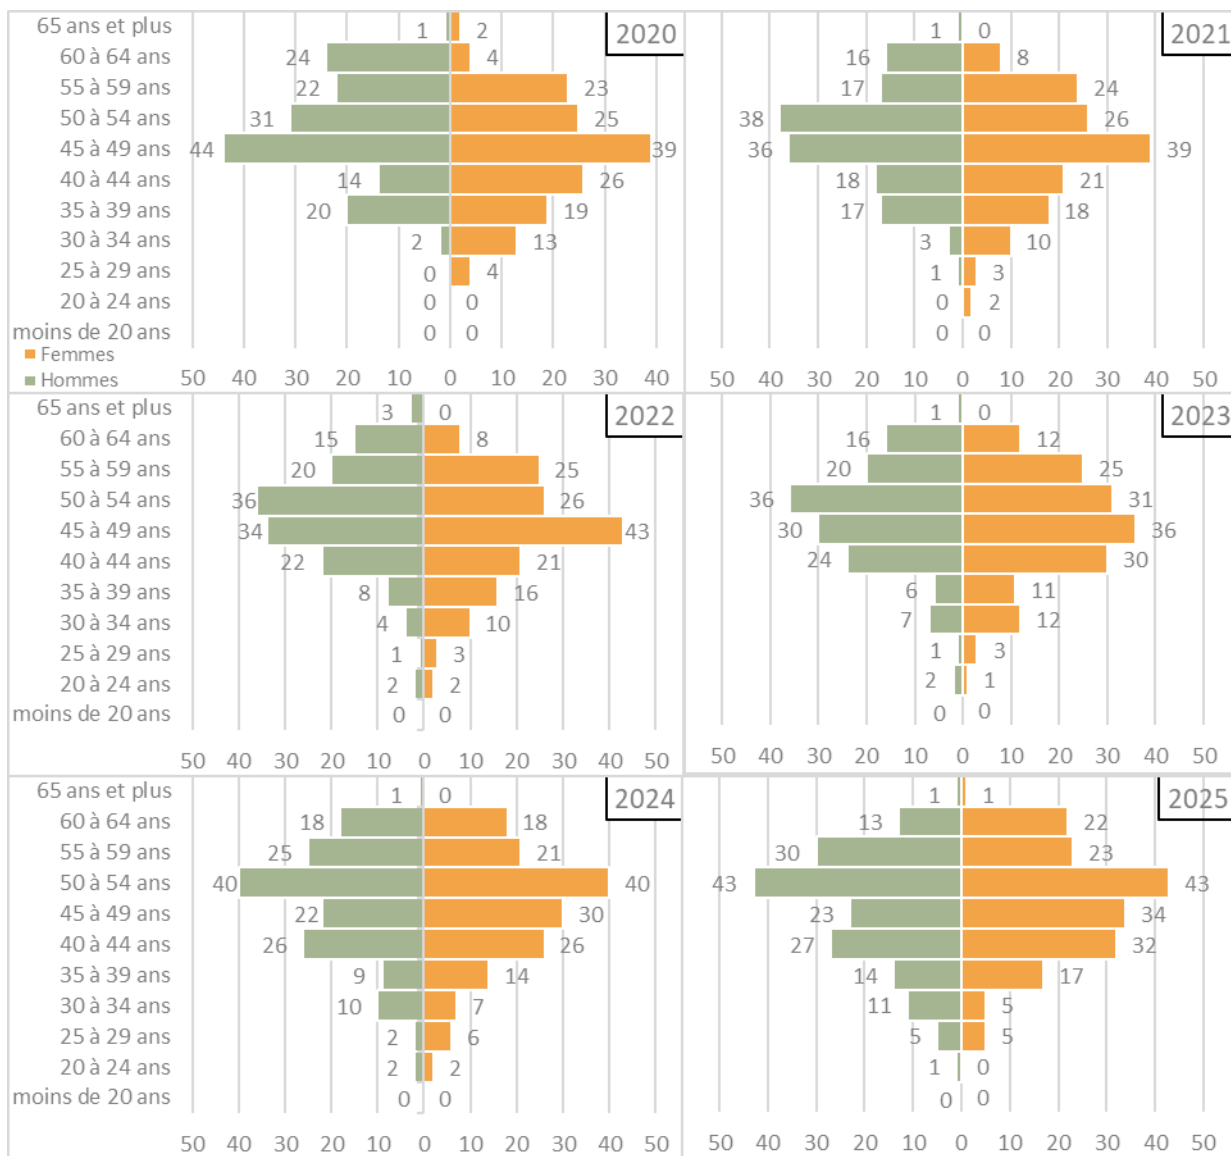 65 ans et plus 1 2 2020 1 0 2021
60 à 64 ans 24 4 16 8
55 à 59 ans 22 23 17 24
50 à 54 ans 31 25 38 26
45 à 49 ans 44 39 36 39
40 à 44 ans 14 26 18 21
35 à 39 ans 20 19 17 18
30 à 34 ans 2 13 3 10
25 à 29 ans 0 4 1 3
20 à 24 ans 0 0 0 2
moins de 20 ans 0 0 0 0
Femmes
Hommes 50 40 30 20 10 0 10 20 30 40 50 40 30 20 10 0 10 20 30 40 50
65 ans et plus 3 0 2022 1 0 2023
60 à 64 ans 15 8 16 12
55 à 59 ans 20 25 20 25
50 à 54 ans 36 26 36 31
45 à 49 ans 34 43 30 36
40 à 44 ans 22 21 24 30
35 à 39 ans 8 16 6 11
30 à 34 ans 4 10 7 12
25 à 29 ans 1 3 1 3
20 à 24 ans 2 2 2 1
moins de 20 ans 0 0 0 0
50 40 30 20 10 0 10 20 30 40 50 50 40 30 20 10 0 10 20 30 40 50
65 ans et plus 1 0 2024 1 1 2025
60 à 64 ans 18 18 13 22
55 à 59 ans 25 21 30 23
50 à 54 ans 40 40 43 43
45 à 49 ans 22 30 23 34
40 à 44 ans 26 26 27 32
35 à 39 ans 9 14 14 17
30 à 34 ans 10 7 11 5
25 à 29 ans 2 6 5 5
20 à 24 ans 2 2 1 0
moins de 20 ans 0 0 0 0
50 40 30 20 10 0 10 20 30 40 50 50 40 30 20 10 0 10 20 30 40 50